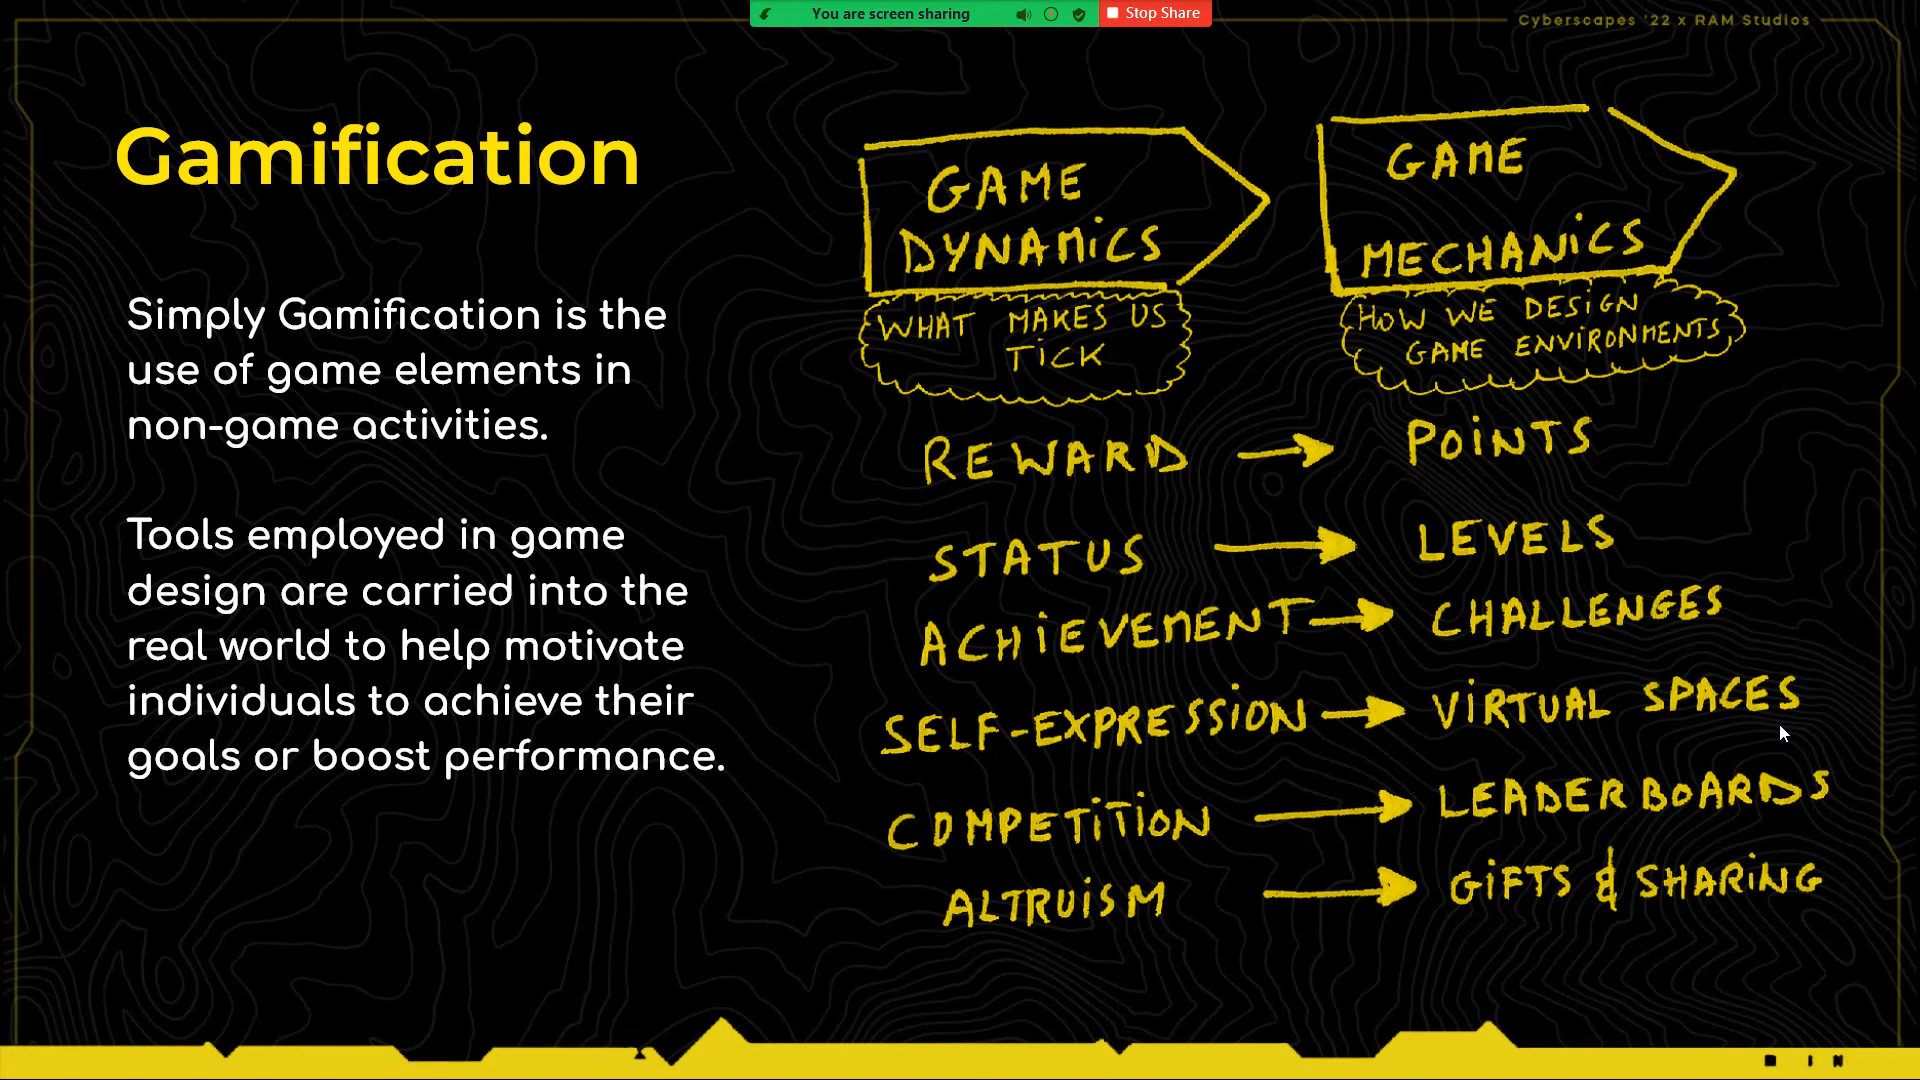 You are screen sharing
Stop Share
Cyberscapes '22 x RAM Studios
Gamification
Simply Gamification is the
use of game elements in
non-game activities.
Tools employed in game
design are carried into the
real world to help motivate
individuals to achieve their
goals or boost performance.
GAME
DYNAMICS
WHAT MAKES US
TICK
GAME
MECHANICS
HOW WE DESIGN
GAME ENVIRONMENTS
REWARD → POINTS
STATUS → LEVELS
ACHIEVEMENT → CHALLENGES
SELF-EXPRESSION → VIRTUAL SPACES
COMPETITION → LEADERBOARDS
ALTRUISM → GIFTS & SHARING